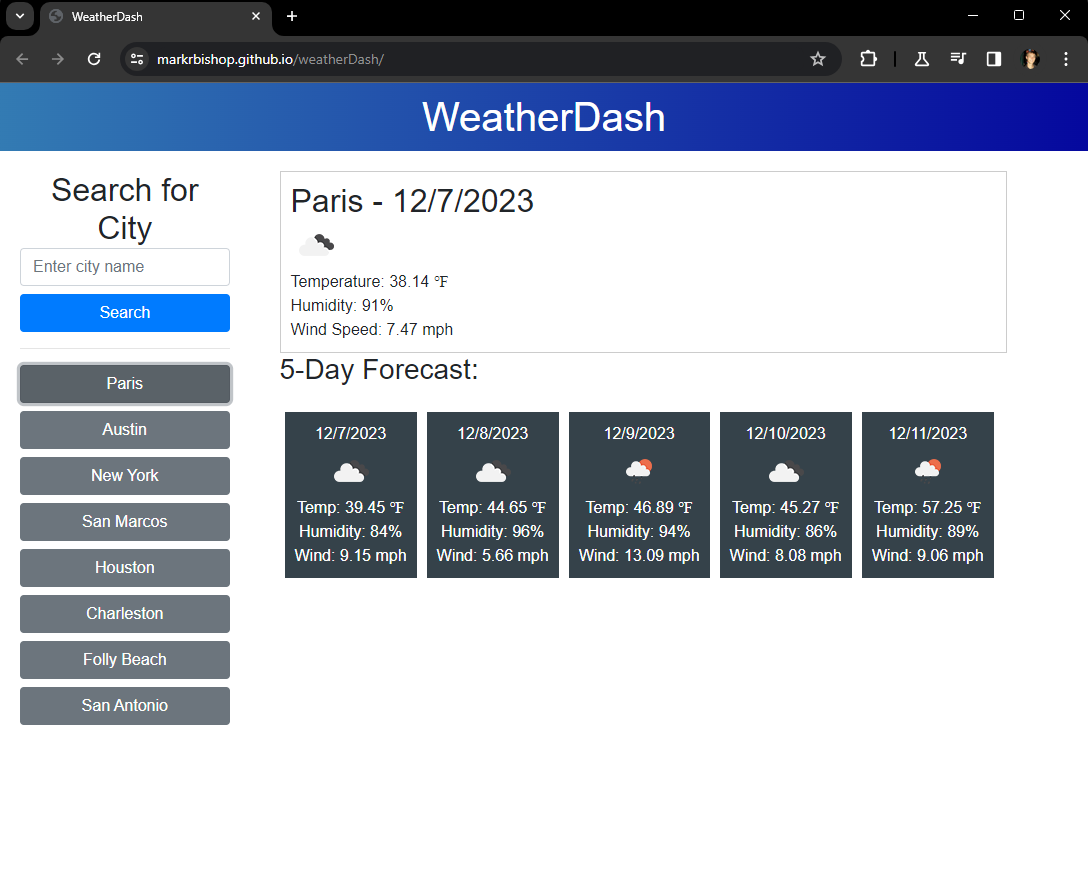 WeatherDash
markrbishop.github.io/weatherDash/
WeatherDash
Search for
City
Enter city name
Search
Paris
Austin
New York
San Marcos
Houston
Charleston
Folly Beach
San Antonio
Paris - 12/7/2023
Temperature: 38.14 ℉
Humidity: 91%
Wind Speed: 7.47 mph
5-Day Forecast:
12/7/2023
Temp: 39.45 ℉
Humidity: 84%
Wind: 9.15 mph
12/8/2023
Temp: 44.65 ℉
Humidity: 96%
Wind: 5.66 mph
12/9/2023
Temp: 46.89 ℉
Humidity: 94%
Wind: 13.09 mph
12/10/2023
Temp: 45.27 ℉
Humidity: 86%
Wind: 8.08 mph
12/11/2023
Temp: 57.25 ℉
Humidity: 89%
Wind: 9.06 mph